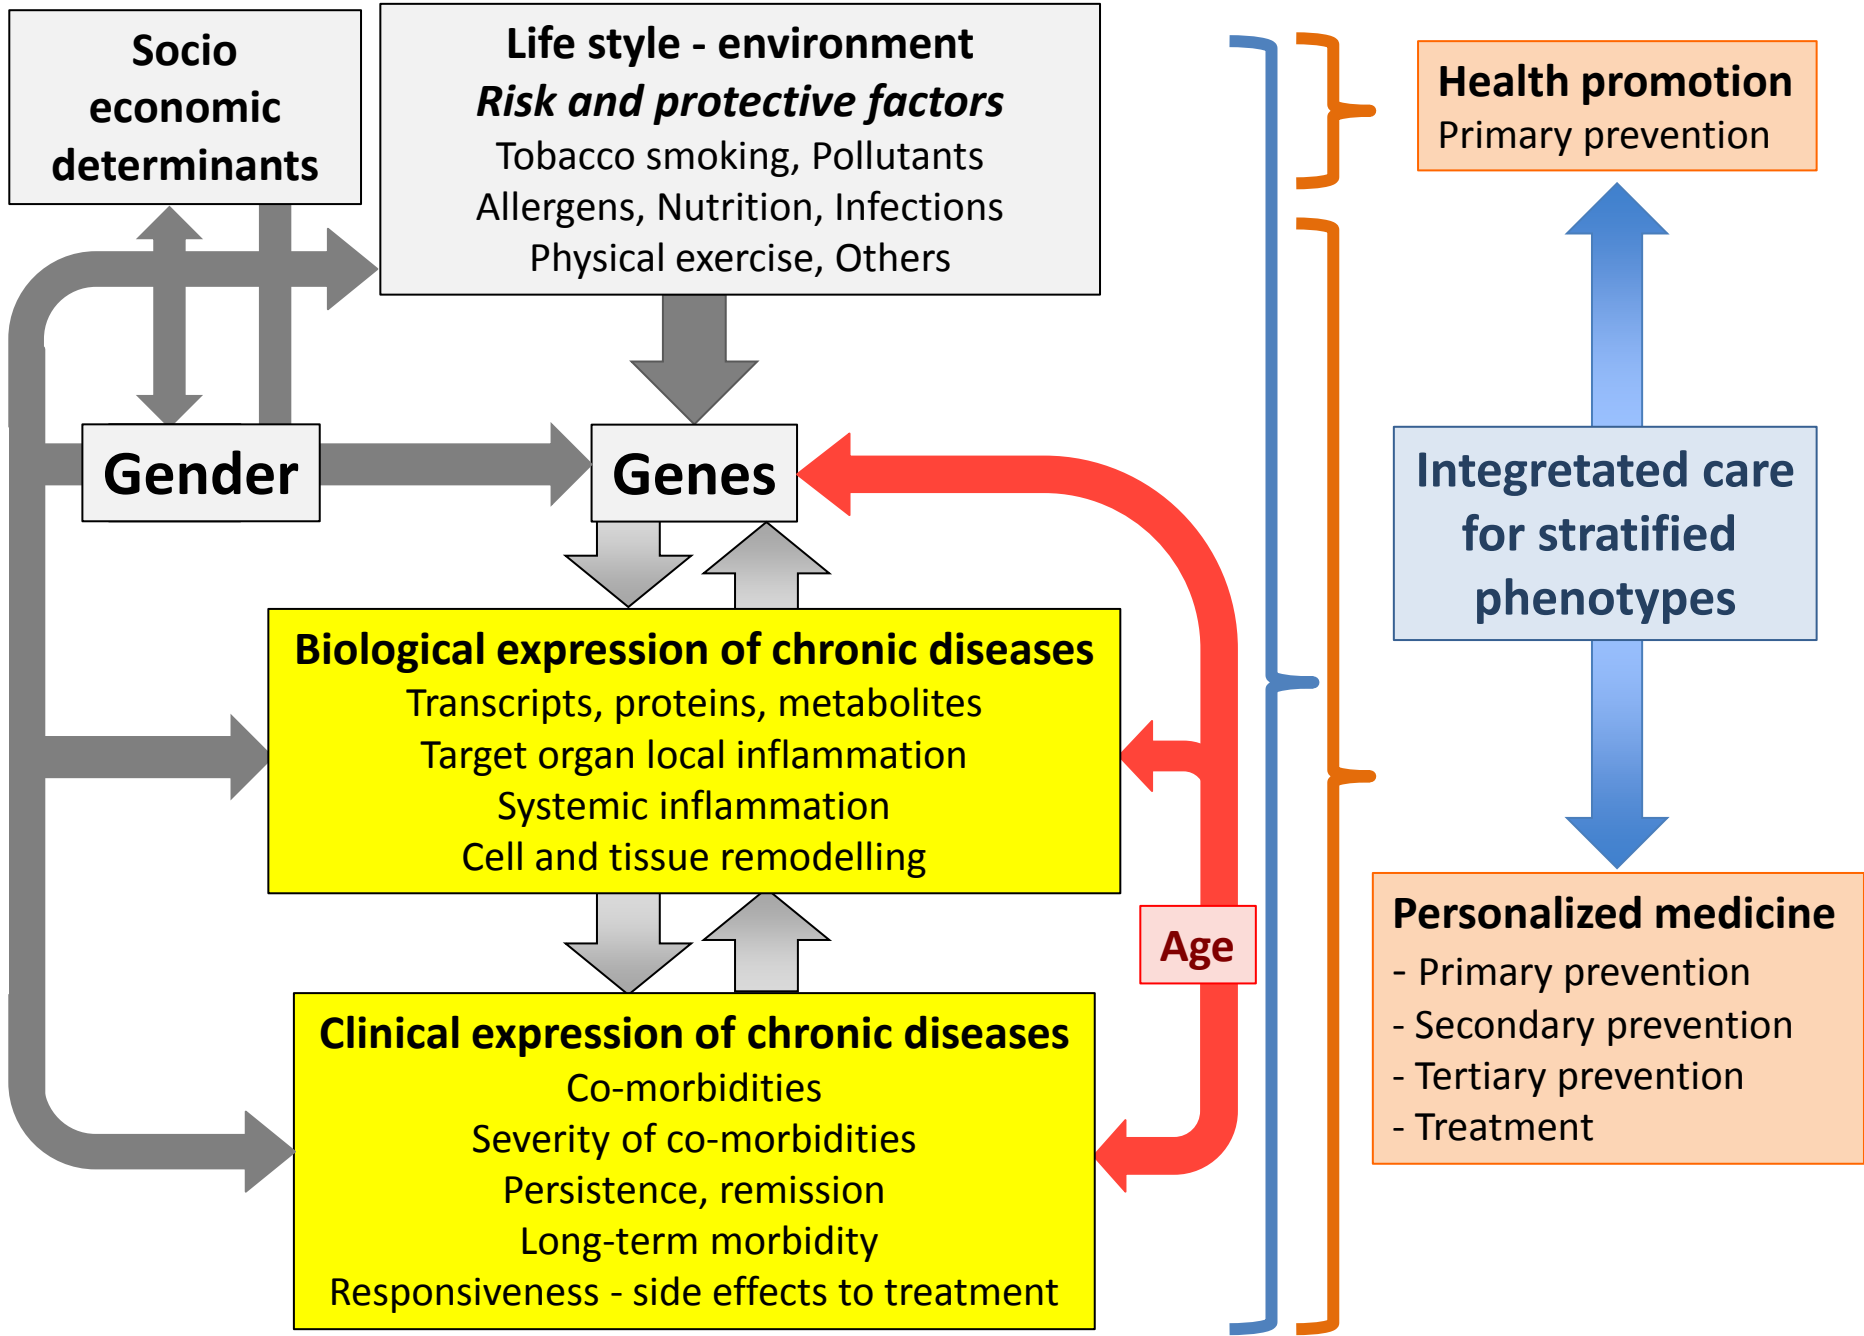 Socio
economic
determinants
Life style - environment
Risk and protective factors
Tobacco smoking, Pollutants
Allergens, Nutrition, Infections
Physical exercise, Others
Gender
Genes
Biological expression of chronic diseases
Transcripts, proteins, metabolites
Target organ local inflammation
Systemic inflammation
Cell and tissue remodelling
Age
Clinical expression of chronic diseases
Co-morbidities
Severity of co-morbidities
Persistence, remission
Long-term morbidity
Responsiveness - side effects to treatment
Health promotion
Primary prevention
Integretated care
for stratified
phenotypes
Personalized medicine
- Primary prevention
- Secondary prevention
- Tertiary prevention
- Treatment